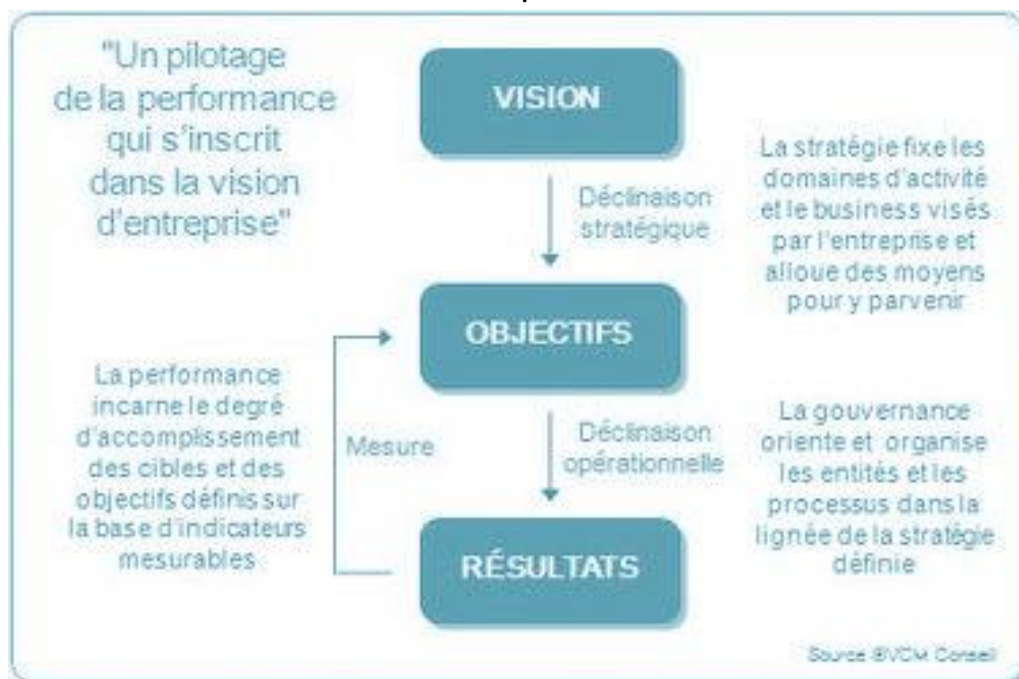 "Un pilotage
de la performance
qui s'inscrit
dans la vision
d'entreprise"
VISION
Déclinaison
stratégique
La stratégie fixe les
domaines d'activité
et le business visés
par l'entreprise et
alloue des moyens
pour y parvenir
OBJECTIFS
La performance
incarne le degré
d'accomplissement
des cibles et des
objectifs définis sur
la base d'indicateurs
mesurables
Mesure
Déclinaison
opérationnelle
La gouvernance
oriente et organise
les entités et les
processus dans la
lignée de la stratégie
définie
RÉSULTATS
Source ®VCM Conseil